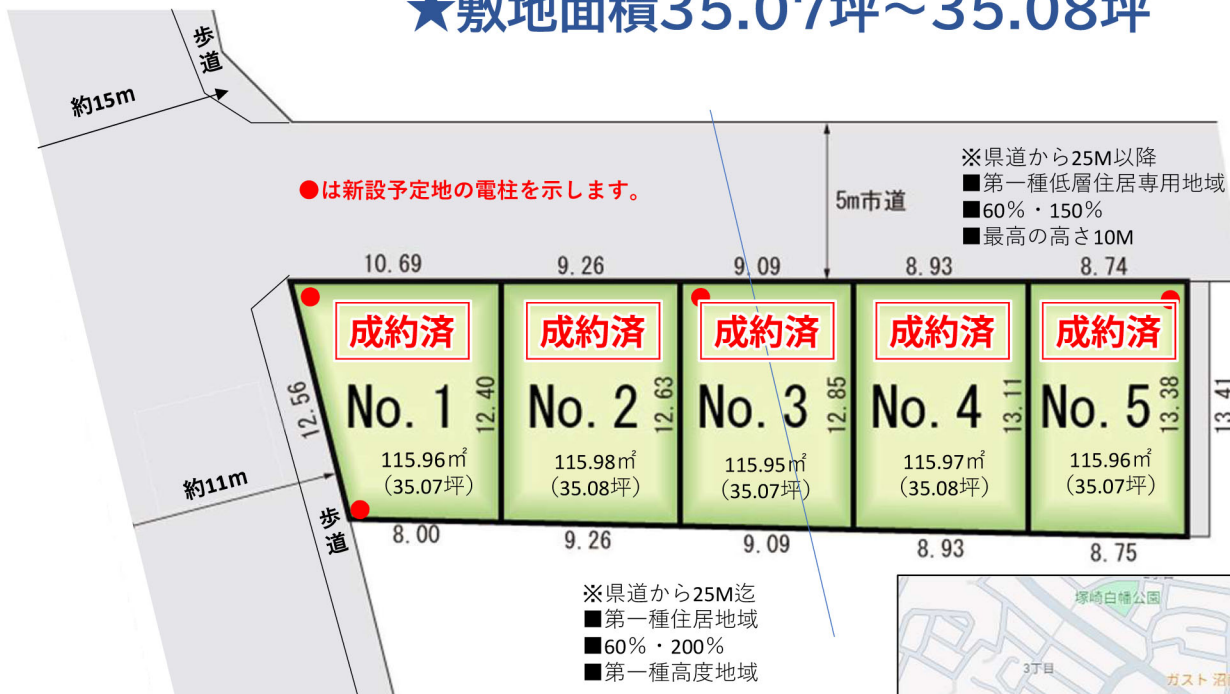 ★敷地面積35.07坪～35.08坪
歩道
約15m
●は新設予定地の電柱を示します。
5m市道
※県道から25M以降
■第一種低層住居専用地域
■60%・150%
■最高の高さ10M
10.69
9.26
9.09
8.93
8.74
成約済
成約済
成約済
成約済
成約済
12.56
No. 1
12.40
No. 2
12.63
No. 3
12.85
No. 4
13.11
No. 5
13.38
13.41
115.96㎡
（35.07坪）
115.98㎡
（35.08坪）
115.95㎡
（35.07坪）
115.97㎡
（35.08坪）
115.96㎡
（35.07坪）
約11m
歩道
8.00
9.26
9.09
8.93
8.75
※県道から25M迄
■第一種住居地域
■60%・200%
■第一種高度地域
塚崎白幡公園
3丁目
ガスト 沼